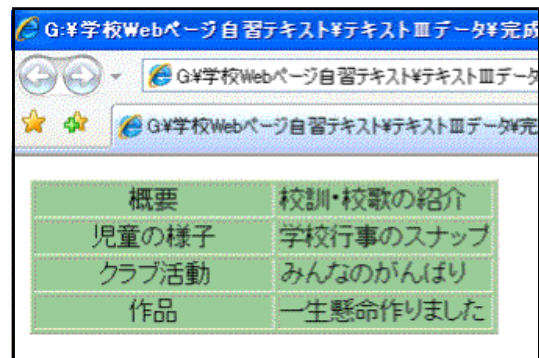 G:¥学校Webページ自習テキスト¥テキストⅢデータ¥完成
G:¥学校Webページ自習テキスト¥テキストⅢデータ
G:¥学校Webページ自習テキスト¥テキストⅢデータ¥完
概要 校訓・校歌の紹介
児童の様子 学校行事のスナップ
クラブ活動 みんなのがんばり
作品 一生懸命作りました